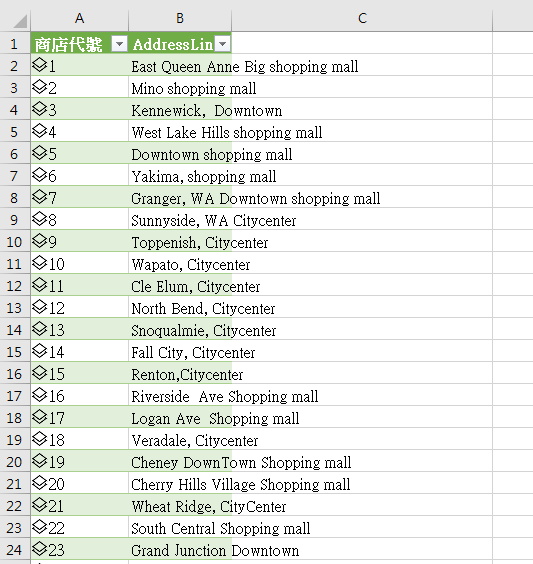 A B C
1 商店代號 AddressLin
2 1 East Queen Anne Big shopping mall
3 2 Mino shopping mall
4 3 Kennewick, Downtown
5 4 West Lake Hills shopping mall
6 5 Downtown shopping mall
7 6 Yakima, shopping mall
8 7 Granger, WA Downtown shopping mall
9 8 Sunnyside, WA Citycenter
10 9 Toppenish, Citycenter
11 10 Wapato, Citycenter
12 11 Cle Elum, Citycenter
13 12 North Bend, Citycenter
14 13 Snoqualmie, Citycenter
15 14 Fall City, Citycenter
16 15 Renton,Citycenter
17 16 Riverside  Ave Shopping mall
18 17 Logan Ave  Shopping mall
19 18 Veradale, Citycenter
20 19 Cheney DownTown Shopping mall
21 20 Cherry Hills Village Shopping mall
22 21 Wheat Ridge, CityCenter
23 22 South Central Shopping mall
24 23 Grand Junction Downtown